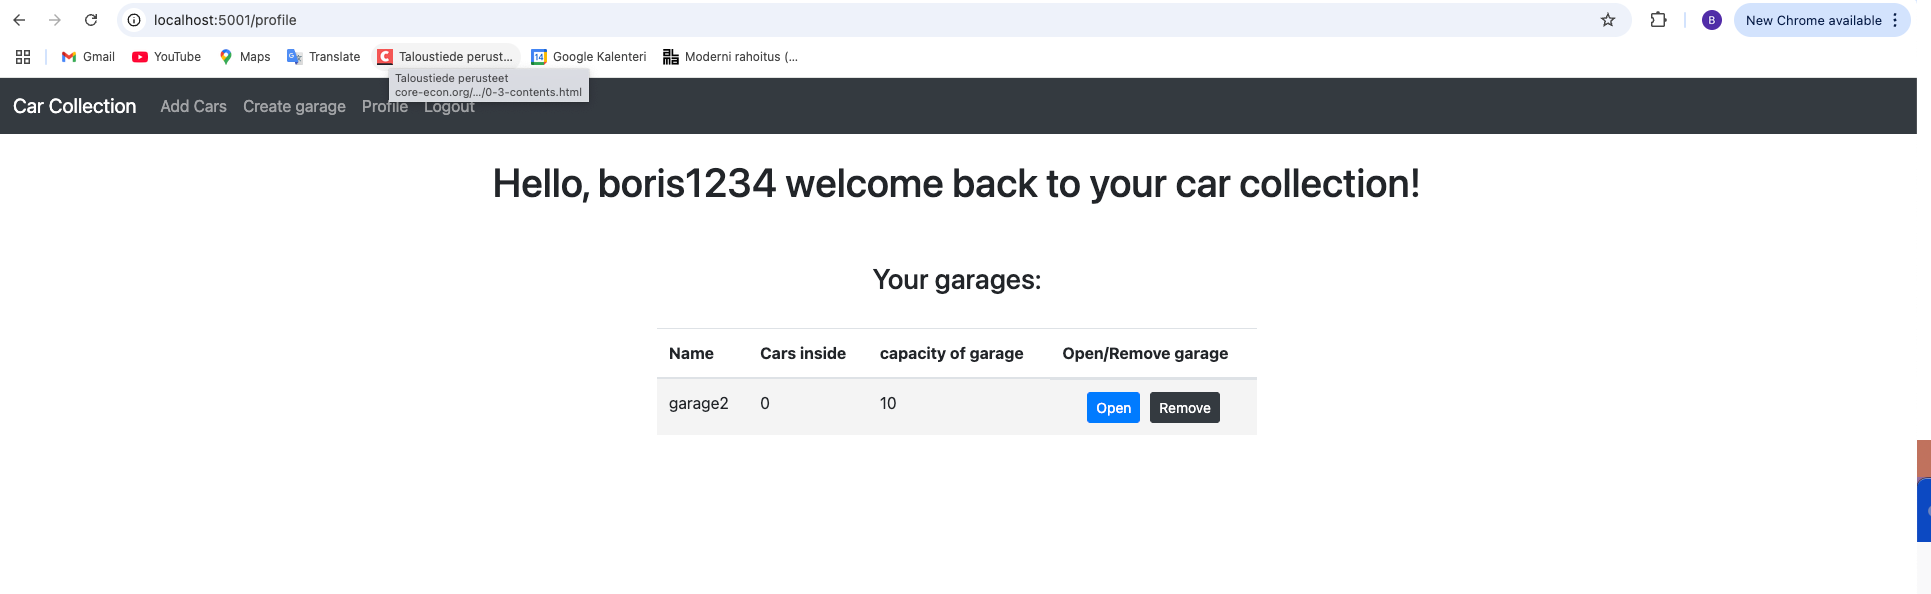 localhost:5001/profile
New Chrome available
B
Gmail YouTube Maps Translate Taloustiede perust... 14 Google Kalenteri Moderni rahoitus (...
Taloustiede perusteet
core-econ.org/.../0-3-contents.html
Car Collection Add Cars Create garage Profile Logout
Hello, boris1234 welcome back to your car collection!
Your garages:
Name Cars inside capacity of garage Open/Remove garage
garage2 0 10 Open Remove